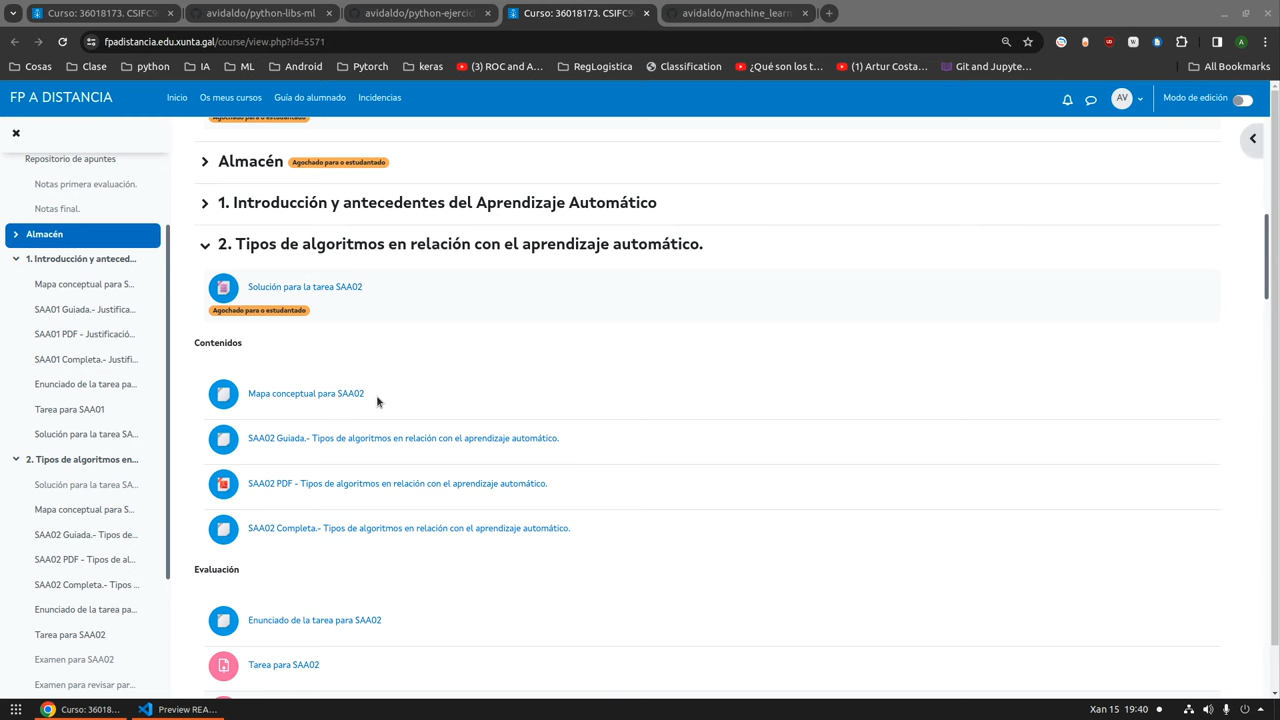 Curso: 36018173. CSIFC9
avidaldo/python-libs-ml
avidaldo/python-ejercici
Curso: 36018173. CSIFC9
avidaldo/machine_learn
fpadistancia.edu.xunta.gal/course/view.php?id=5571
Cosas
Clase
python
IA
ML
Android
Pytorch
keras
(3) ROC and A...
RegLogistica
Classification
¿Qué son los t...
(1) Artur Costa...
Git and Jupyte...
All Bookmarks
FP A DISTANCIA
Inicio
Os meus cursos
Guía do alumnado
Incidencias
AV
Modo de edición
Repositorio de apuntes
Notas primera evaluación.
Notas final.
Almacén
1. Introducción y anteced...
Mapa conceptual para S...
SAA01 Guiada.- Justifica...
SAA01 PDF - Justificació...
SAA01 Completa.- Justifi...
Enunciado de la tarea pa...
Tarea para SAA01
Solución para la tarea SA...
2. Tipos de algoritmos en...
Solución para la tarea SA...
Mapa conceptual para S...
SAA02 Guiada.- Tipos de...
SAA02 PDF - Tipos de al...
SAA02 Completa.- Tipos ...
Enunciado de la tarea pa...
Tarea para SAA02
Examen para SAA02
Examen para revisar par...
Agochado para o estudantado
Almacén Agochado para o estudantado
1. Introducción y antecedentes del Aprendizaje Automático
2. Tipos de algoritmos en relación con el aprendizaje automático.
Solución para la tarea SAA02
Agochado para o estudantado
Contenidos
Mapa conceptual para SAA02
SAA02 Guiada.- Tipos de algoritmos en relación con el aprendizaje automático.
SAA02 PDF - Tipos de algoritmos en relación con el aprendizaje automático.
SAA02 Completa.- Tipos de algoritmos en relación con el aprendizaje automático.
Evaluación
Enunciado de la tarea para SAA02
Tarea para SAA02
Curso: 36018...
Preview REA...
Xan 15 19:40